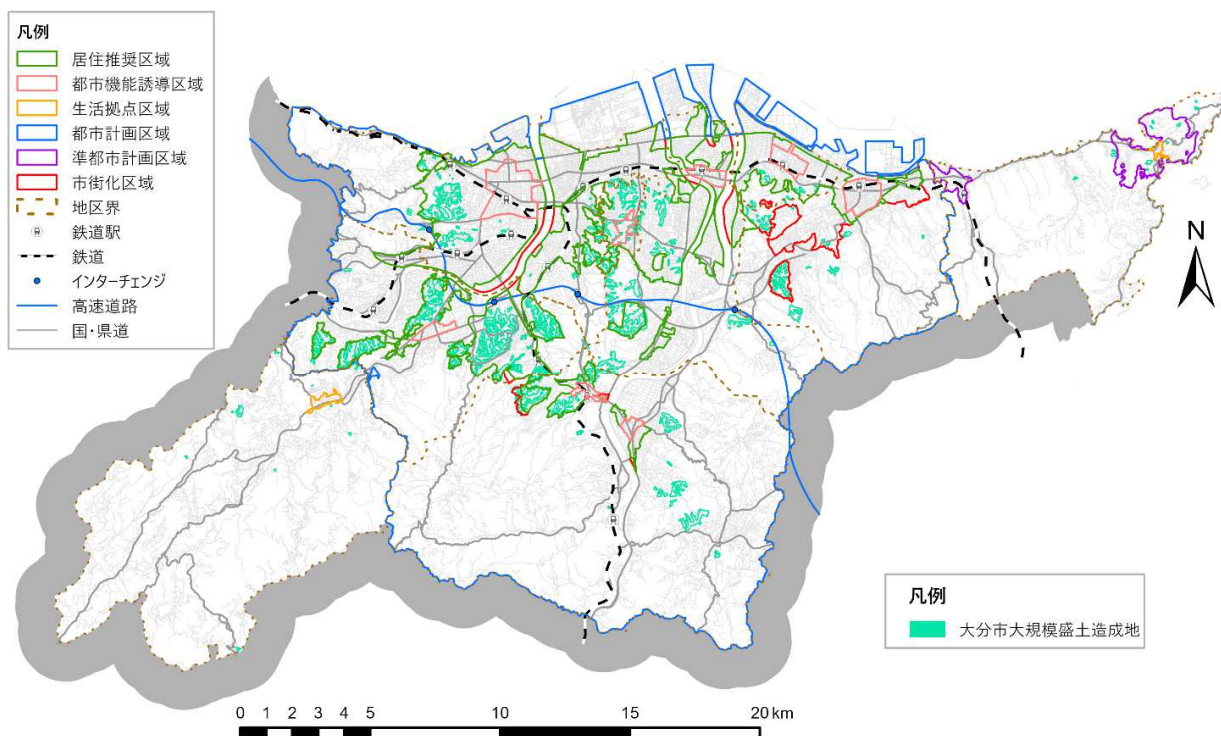 凡例
居住推奨区域
都市機能誘導区域
生活拠点区域
都市計画区域
準都市計画区域
市街化区域
地区界
鉄道駅
鉄道
インターチェンジ
高速道路
国・県道
N
凡例
大分市大規模盛土造成地
0 1 2 3 4 5 10 15 20 km